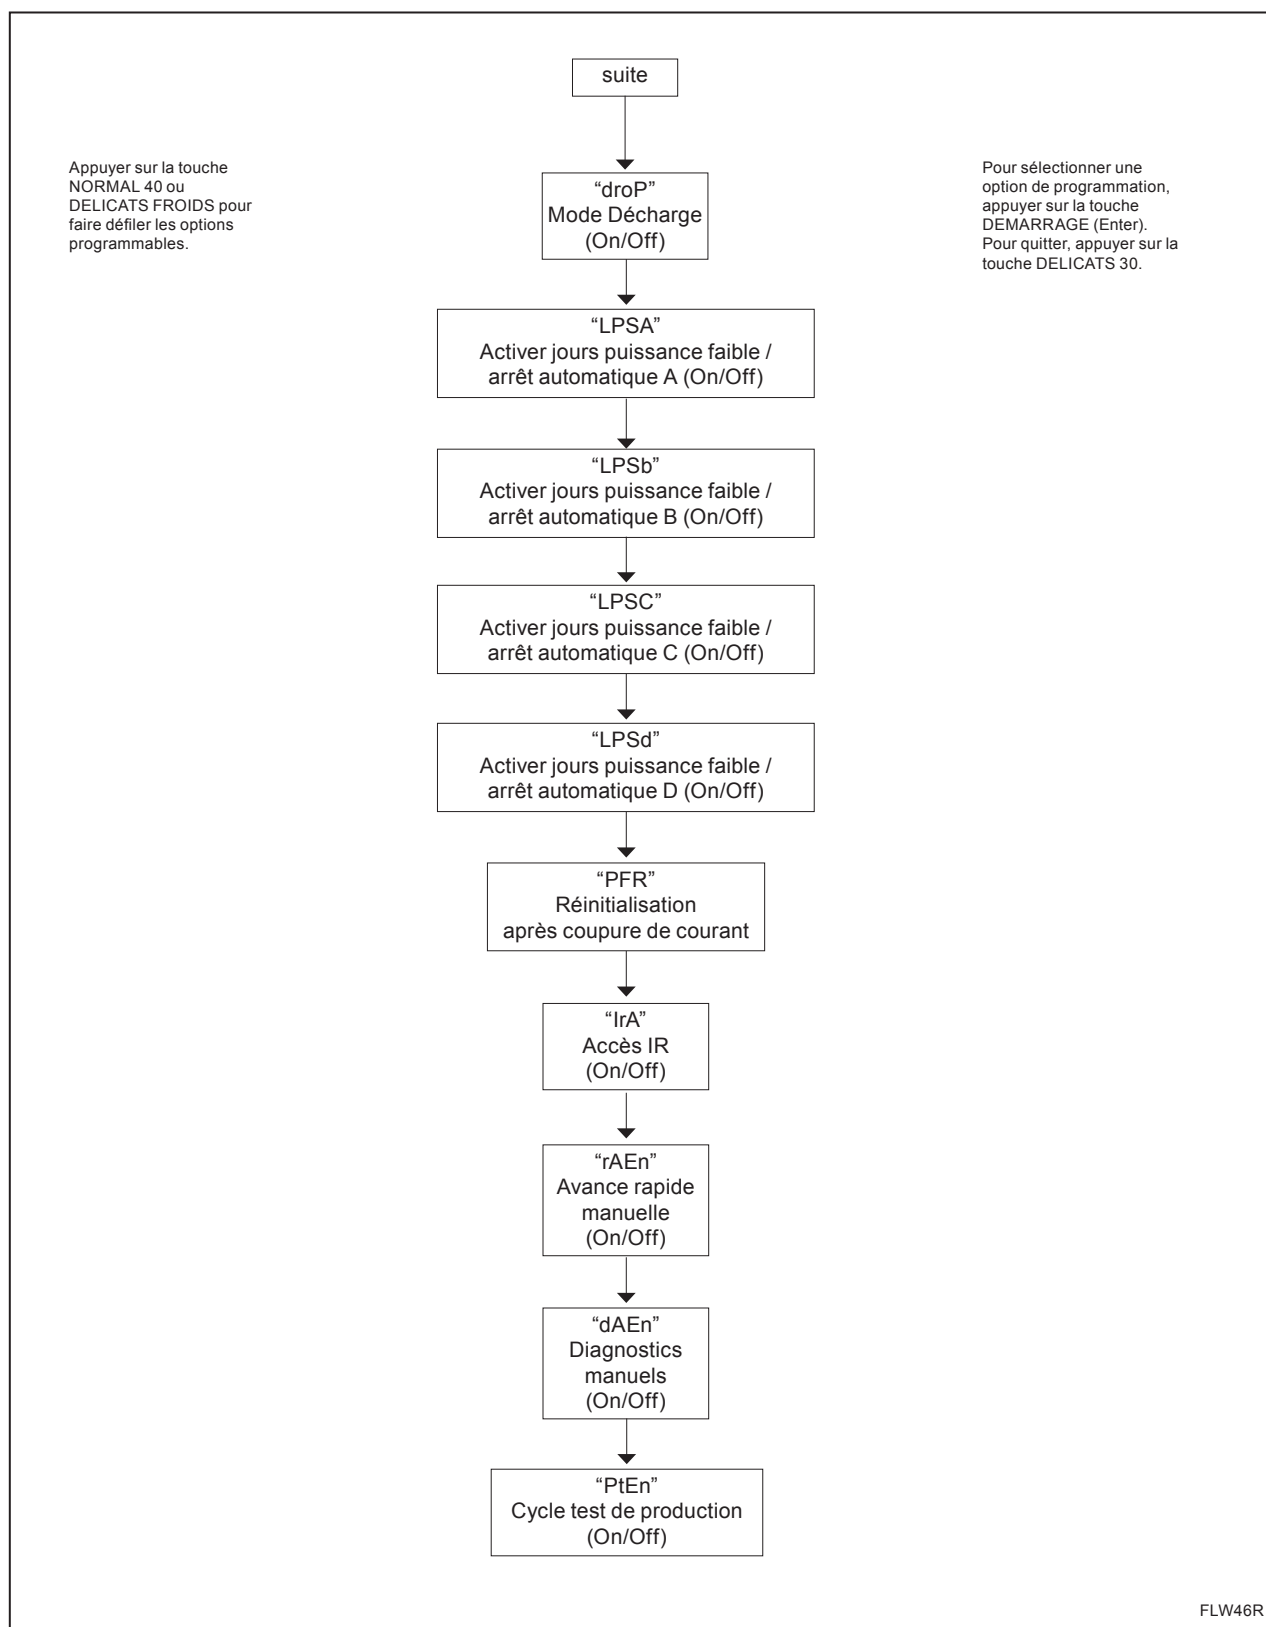 suite
Appuyer sur la touche
NORMAL 40 ou
DELICATS FROIDS pour
faire défiler les options
programmables.
Pour sélectionner une
option de programmation,
appuyer sur la touche
DEMARRAGE (Enter).
Pour quitter, appuyer sur la
touche DELICATS 30.
“droP”
Mode Décharge
(On/Off)
“LPSA”
Activer jours puissance faible /
arrêt automatique A (On/Off)
“LPSb”
Activer jours puissance faible /
arrêt automatique B (On/Off)
“LPSC”
Activer jours puissance faible /
arrêt automatique C (On/Off)
“LPSd”
Activer jours puissance faible /
arrêt automatique D (On/Off)
“PFR”
Réinitialisation
après coupure de courant
“IrA”
Accès IR
(On/Off)
“rAEn”
Avance rapide
manuelle
(On/Off)
“dAEn”
Diagnostics
manuels
(On/Off)
“PtEn”
Cycle test de production
(On/Off)
FLW46R